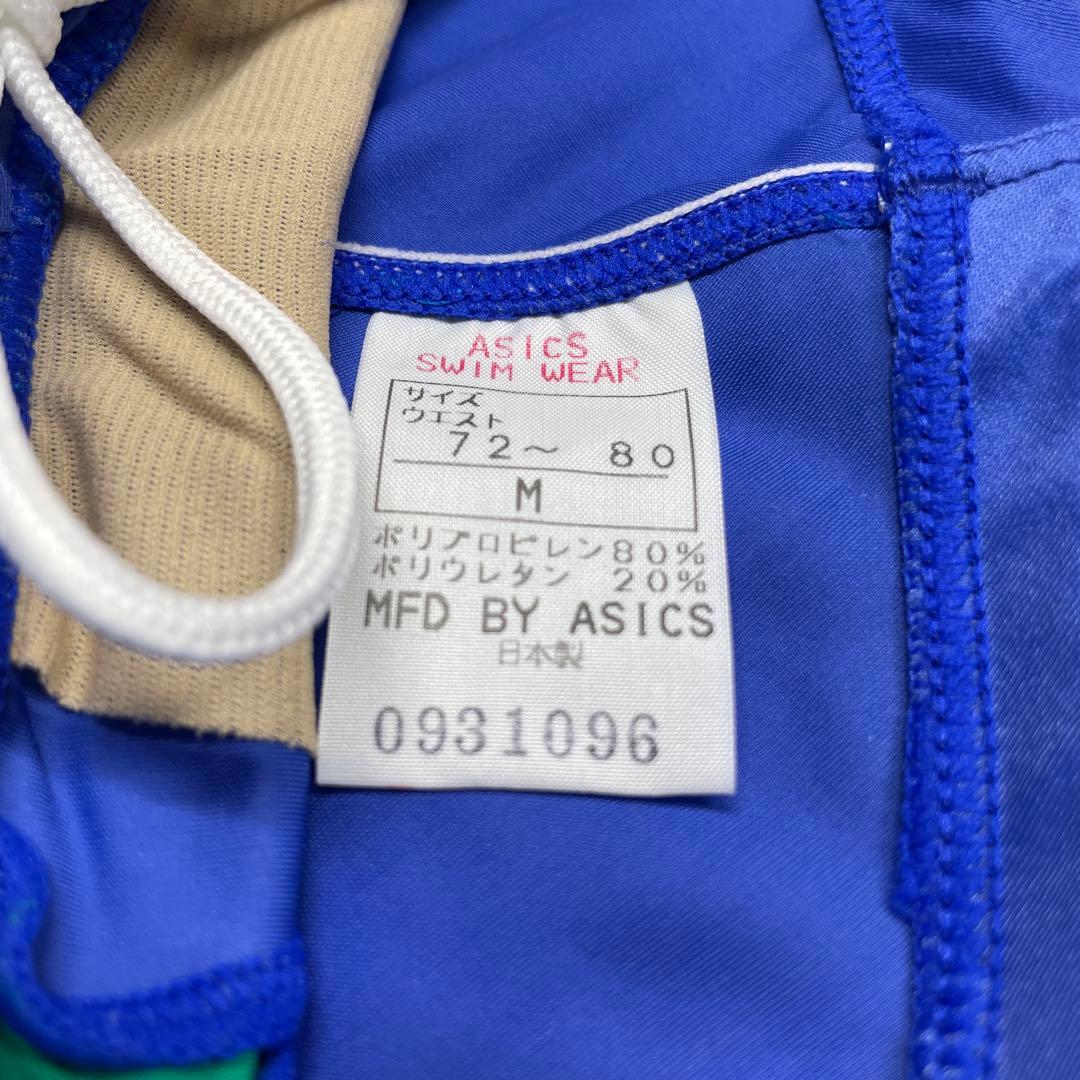 ASICS
SWIM WEAR
サイズ
ウエスト
72～ 80
M
ポリプロピレン80%
ポリウレタン 20%
MFD BY ASICS
日本製
0931096